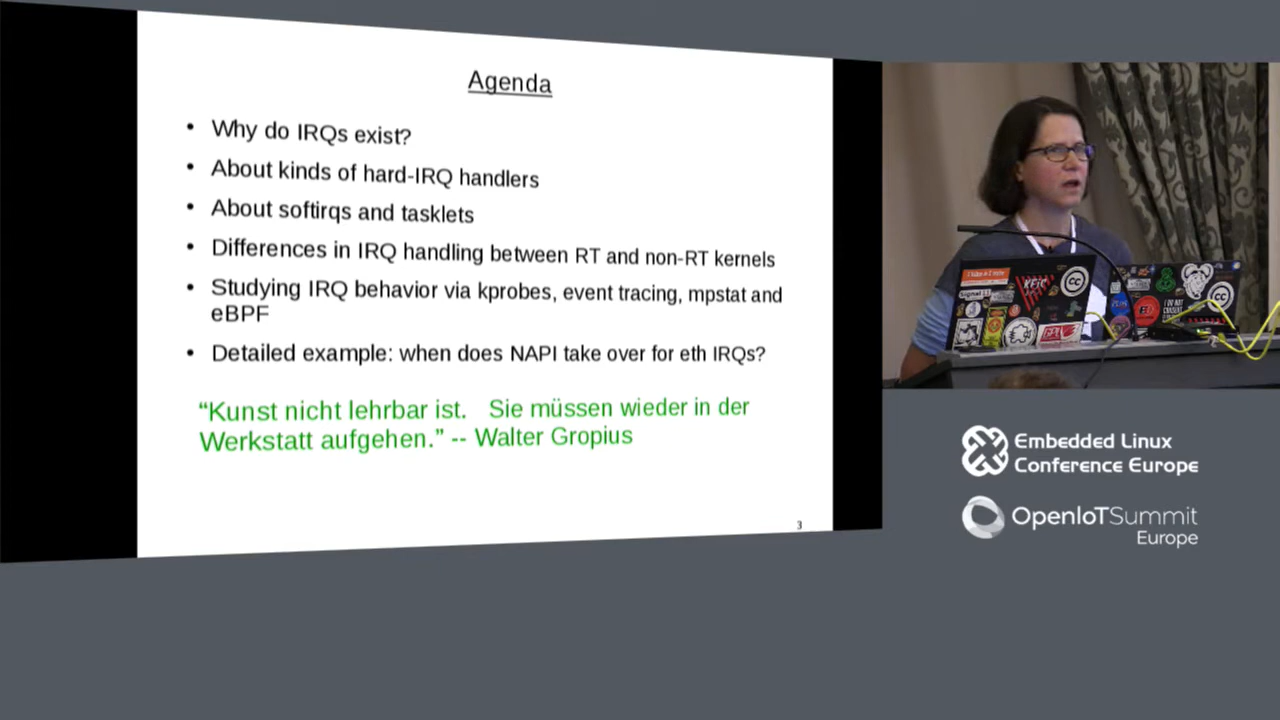 Agenda
• Why do IRQs exist?
• About kinds of hard-IRQ handlers
• About softirqs and tasklets
• Differences in IRQ handling between RT and non-RT kernels
• Studying IRQ behavior via kprobes, event tracing, mpstat and
eBPF
• Detailed example: when does NAPI take over for eth IRQs?
“Kunst nicht lehrbar ist. Sie müssen wieder in der
Werkstatt aufgehen.” -- Walter Gropius
3
Embedded Linux
Conference Europe
OpenIoTSummit
Europe